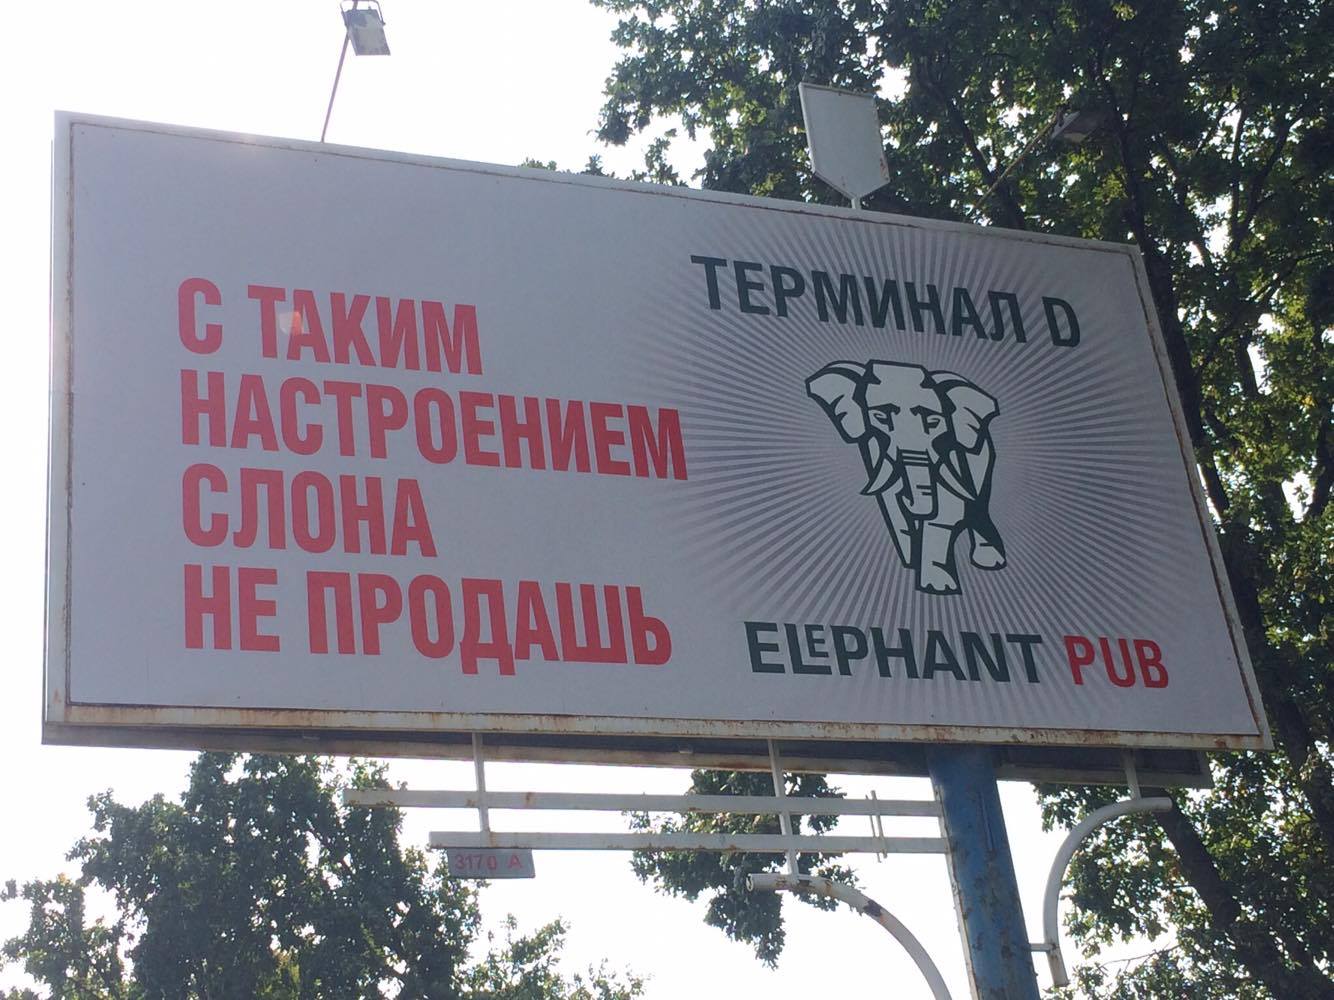 С ТАКИМ
НАСТРОЕНИЕМ
СЛОНА
НЕ ПРОДАШЬ
ТЕРМИНАЛ D
ELEPHANT PUB
3170 А